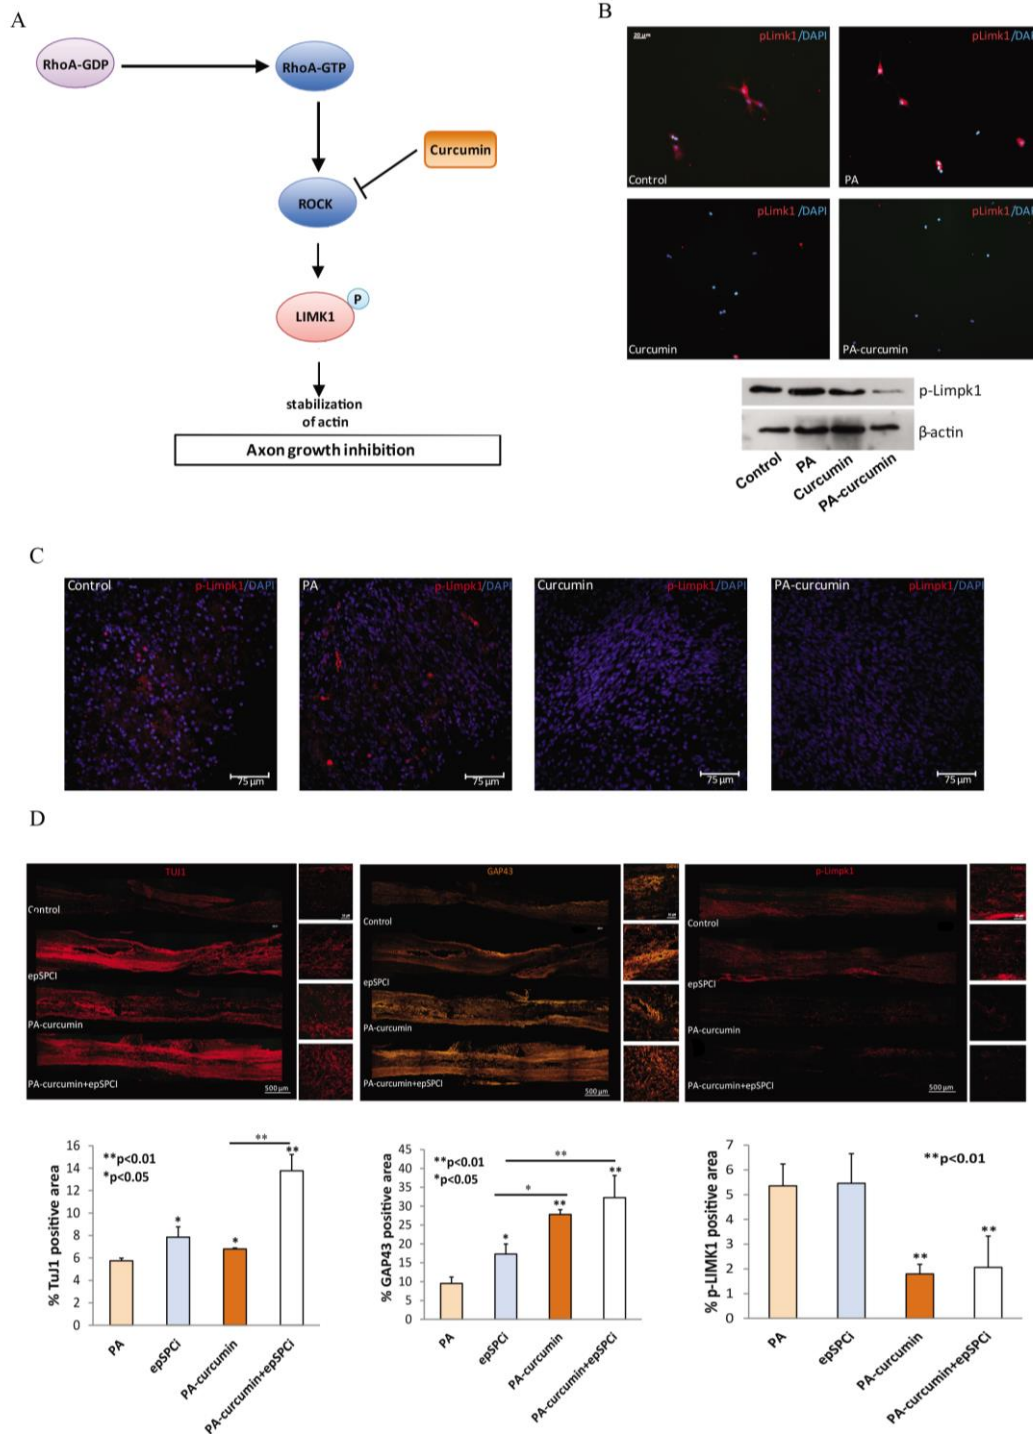 A
RhoA-GDP
RhoA-GTP
Curcumin
ROCK
P
LIMK1
stabilization
of actin
Axon growth inhibition
B
pLimk1/DAPI
Control
pLimk1/DAPI
PA
pLimk1/DAPI
Curcumin
pLimk1/DAPI
PA-curcumin
p-Limpk1
β-actin
Control
PA
Curcumin
PA-curcumin
C
Control
p-Limpk1/DAPI
75 µm
PA
p-Limpk1/DAPI
75 µm
Curcumin
p-Limpk1/DAPI
75 µm
PA-curcumin
pLimpk1/DAPI
75 µm
D
TUJ1
Control
epSPCI
PA-curcumin
PA-curcumin+epSPCI
500 µm
GAP43
Control
epSPCI
PA-curcumin
PA-curcumin+epSPCI
500 µm
p-Limpk1
Control
epSPCI
PA-curcumin
PA-curcumin+epSPCI
500 µm
% TuJ1 positive area
16
14
12
10
8
6
4
2
0
**p<0.01
*p<0.05
*
*
**
**
PA
epSPCi
PA-curcumin
PA-curcumin+epSPCi
% GAP43 positive area
45
40
35
30
25
20
15
10
5
0
**p<0.01
*p<0.05
*
*
**
**
**
PA
epSPCi
PA-curcumin
PA-curcumin+epSPCi
% p-LIMK1 positive area
7
6
5
4
3
2
1
0
**p<0.01
**
**
PA
epSPCi
PA-curcumin
PA-curcumin+epSPCi